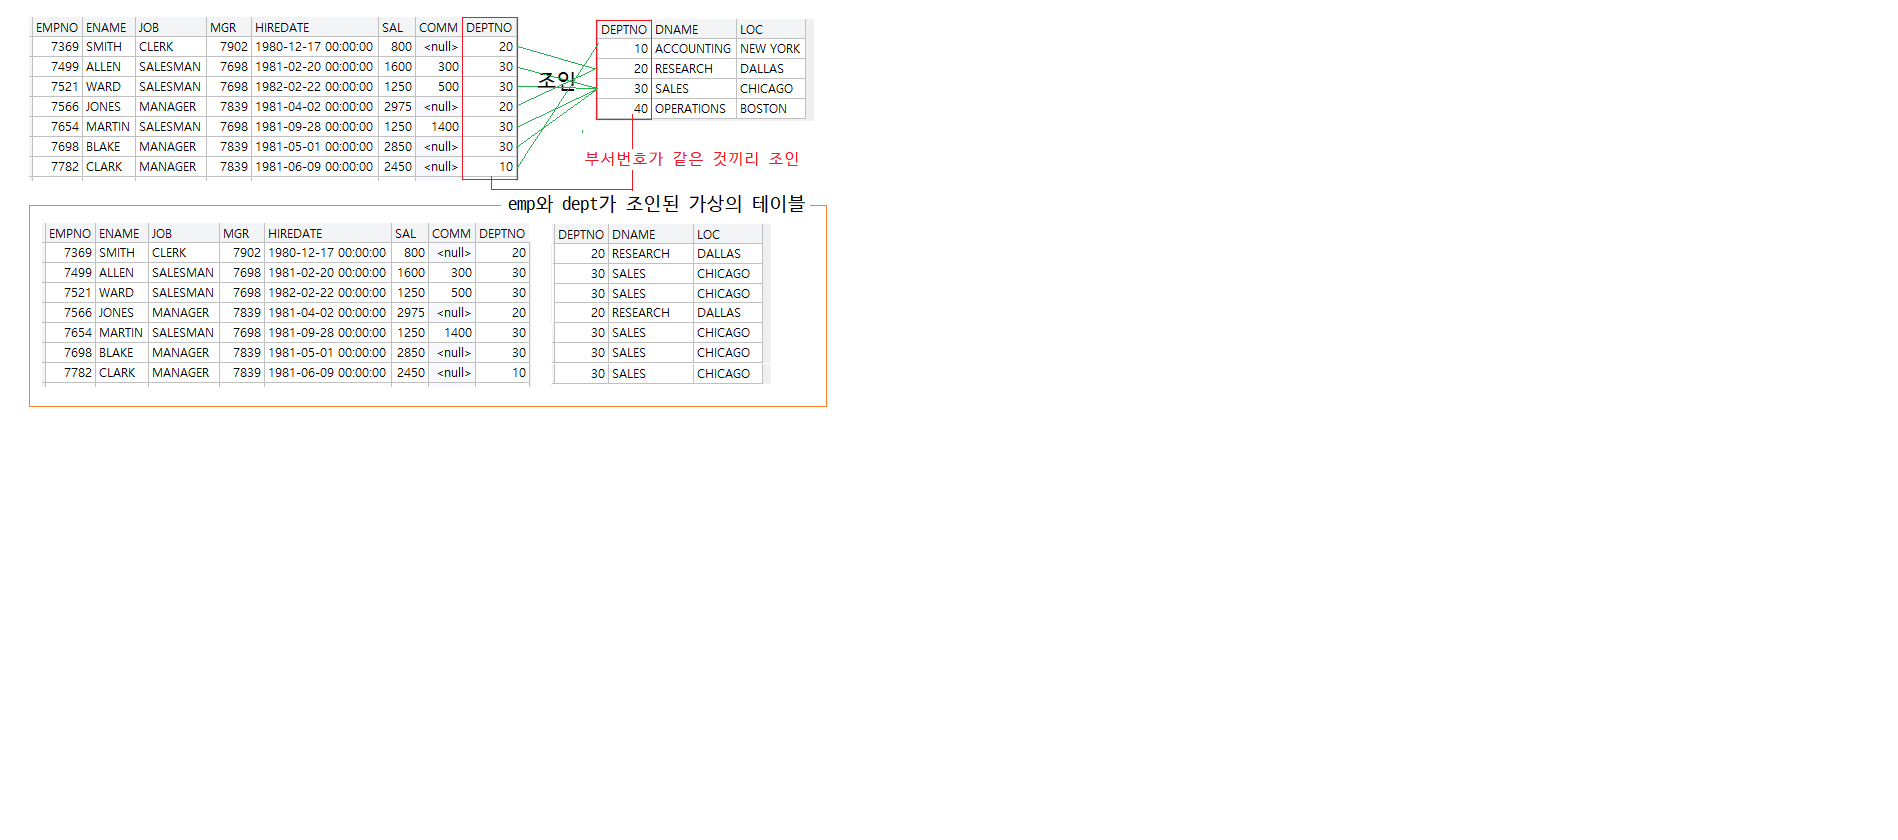 EMPNO ENAME JOB MGR HIREDATE SAL COMM DEPTNO
7369 SMITH CLERK 7902 1980-12-17 00:00:00 800 <null> 20
7499 ALLEN SALESMAN 7698 1981-02-20 00:00:00 1600 300 30
7521 WARD SALESMAN 7698 1982-02-22 00:00:00 1250 500 30
7566 JONES MANAGER 7839 1981-04-02 00:00:00 2975 <null> 20
7654 MARTIN SALESMAN 7698 1981-09-28 00:00:00 1250 1400 30
7698 BLAKE MANAGER 7839 1981-05-01 00:00:00 2850 <null> 30
7782 CLARK MANAGER 7839 1981-06-09 00:00:00 2450 <null> 10
조인
DEPTNO DNAME LOC
10 ACCOUNTING NEW YORK
20 RESEARCH DALLAS
30 SALES CHICAGO
40 OPERATIONS BOSTON
부서번호가 같은 것끼리 조인
emp와 dept가 조인된 가상의 테이블
EMPNO ENAME JOB MGR HIREDATE SAL COMM DEPTNO
7369 SMITH CLERK 7902 1980-12-17 00:00:00 800 <null> 20
7499 ALLEN SALESMAN 7698 1981-02-20 00:00:00 1600 300 30
7521 WARD SALESMAN 7698 1982-02-22 00:00:00 1250 500 30
7566 JONES MANAGER 7839 1981-04-02 00:00:00 2975 <null> 20
7654 MARTIN SALESMAN 7698 1981-09-28 00:00:00 1250 1400 30
7698 BLAKE MANAGER 7839 1981-05-01 00:00:00 2850 <null> 30
7782 CLARK MANAGER 7839 1981-06-09 00:00:00 2450 <null> 10
DEPTNO DNAME LOC
20 RESEARCH DALLAS
30 SALES CHICAGO
30 SALES CHICAGO
20 RESEARCH DALLAS
30 SALES CHICAGO
30 SALES CHICAGO
30 SALES CHICAGO